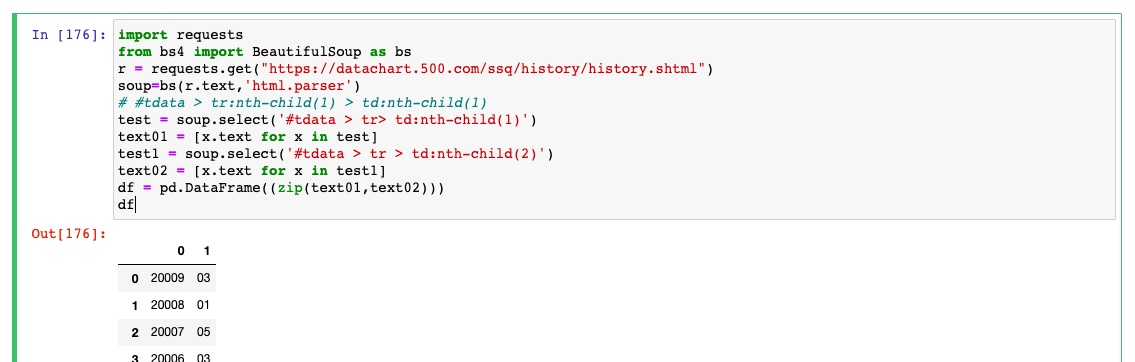 In [176]: import requests
from bs4 import BeautifulSoup as bs
r = requests.get("https://datachart.500.com/ssq/history/history.shtml")
soup=bs(r.text,'html.parser')
# #tdata > tr:nth-child(1) > td:nth-child(1)
test = soup.select('#tdata > tr> td:nth-child(1)')
text01 = [x.text for x in test]
test1 = soup.select('#tdata > tr > td:nth-child(2)')
text02 = [x.text for x in test1]
df = pd.DataFrame((zip(text01,text02)))
df
Out[176]:
0 1
0 20009 03
1 20008 01
2 20007 05
3 20006 03